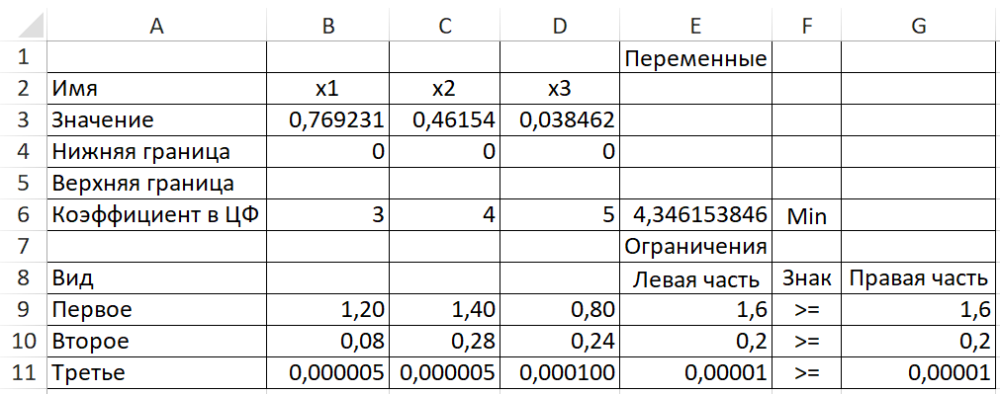 A B C D E F G
1 Переменные
2 Имя x1 x2 x3
3 Значение 0,769231 0,46154 0,038462
4 Нижняя граница 0 0 0
5 Верхняя граница
6 Коэффициент в ЦФ 3 4 5 4,346153846 Min
7 Ограничения
8 Вид Левая часть Знак Правая часть
9 Первое 1,20 1,40 0,80 1,6 >= 1,6
10 Второе 0,08 0,28 0,24 0,2 >= 0,2
11 Третье 0,000005 0,000005 0,000100 0,00001 >= 0,00001